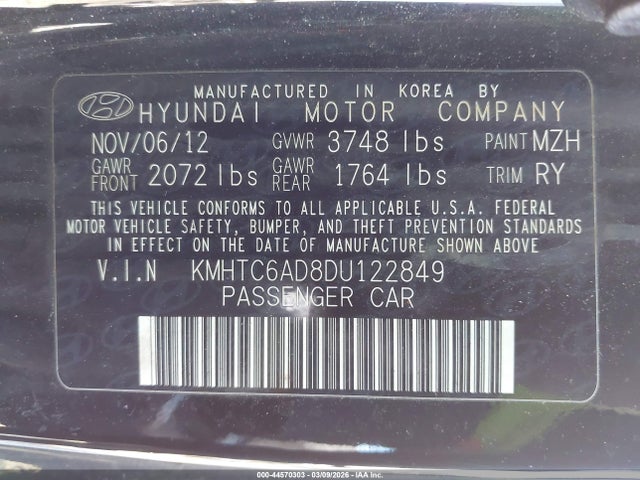 MANUFACTURED IN KOREA BY
HYUNDAI MOTOR COMPANY
NOV/06/12 GVWR 3748 lbs PAINT MZH
GAWR FRONT 2072 lbs GAWR REAR 1764 lbs TRIM RY
THIS VEHICLE CONFORMS TO ALL APPLICABLE U.S.A. FEDERAL
MOTOR VEHICLE SAFETY, BUMPER, AND THEFT PREVENTION STANDARDS
IN EFFECT ON THE DATE OF MANUFACTURE SHOWN ABOVE.
V.I.N KMHTC6AD8DU122849
PASSENGER CAR
000-44570303 - 03/09/2026 - IAA, Inc.